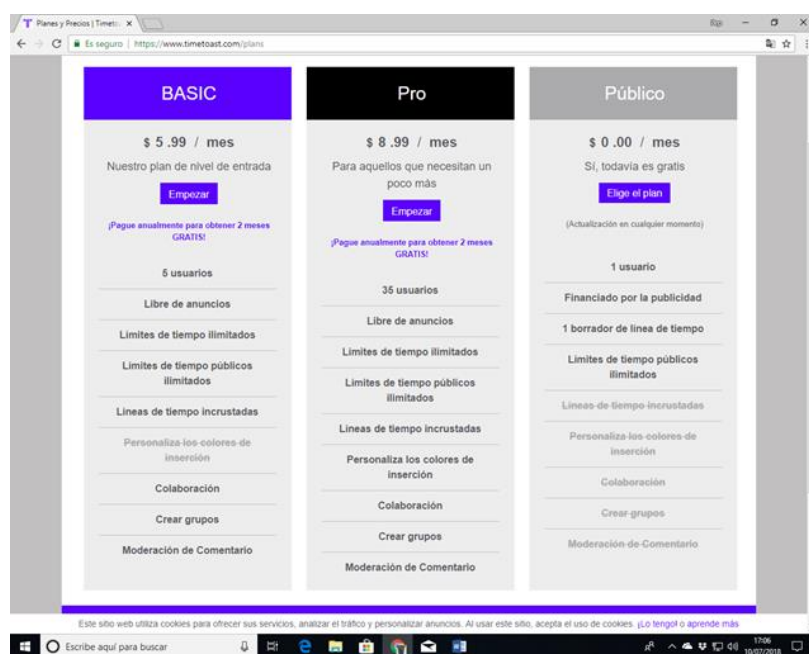 Planes y Precios | Timeto
Es seguro | https://www.timetoast.com/plans
BASIC
$ 5 .99 / mes
Nuestro plan de nivel de entrada
Empezar
¡Pague anualmente para obtener 2 meses
GRATIS!
5 usuarios
Libre de anuncios
Limites de tiempo ilimitados
Limites de tiempo públicos
ilimitados
Lineas de tiempo incrustadas
Personaliza los colores de
inserción
Colaboración
Crear grupos
Moderación de Comentario
Pro
$ 8 .99 / mes
Para aquellos que necesitan un
poco más
Empezar
¡Pague anualmente para obtener 2 meses
GRATIS!
35 usuarios
Libre de anuncios
Limites de tiempo ilimitados
Limites de tiempo públicos
ilimitados
Lineas de tiempo incrustadas
Personaliza los colores de
inserción
Colaboración
Crear grupos
Moderación de Comentario
Público
$ 0 .00 / mes
Sí, todavía es gratis
Elige el plan
(Actualización en cualquier momento)
1 usuario
Financiado por la publicidad
1 borrador de linea de tiempo
Limites de tiempo públicos
ilimitados
Lineas de tiempo incrustadas
Personaliza los colores de
inserción
Colaboración
Crear grupos
Moderación de Comentario
Este sitio web utiliza cookies para ofrecer sus servicios, analizar el tráfico y personalizar anuncios. Al usar este sitio, acepta el uso de cookies. ¡Lo tengo! o aprende más
Escribe aquí para buscar
17:06
10/07/2018